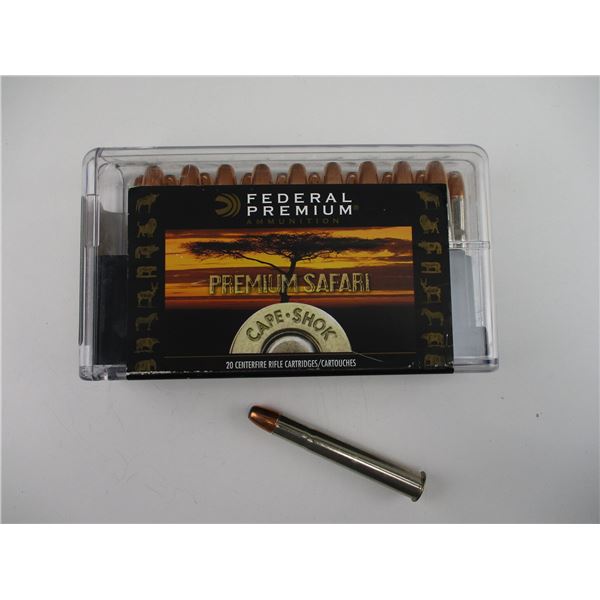 FEDERAL
PREMIUM®
AMMUNITION
PREMIUM SAFARI
CAPE•SHOK
20 CENTERFIRE RIFLE CARTRIDGES/CARTOUCHES